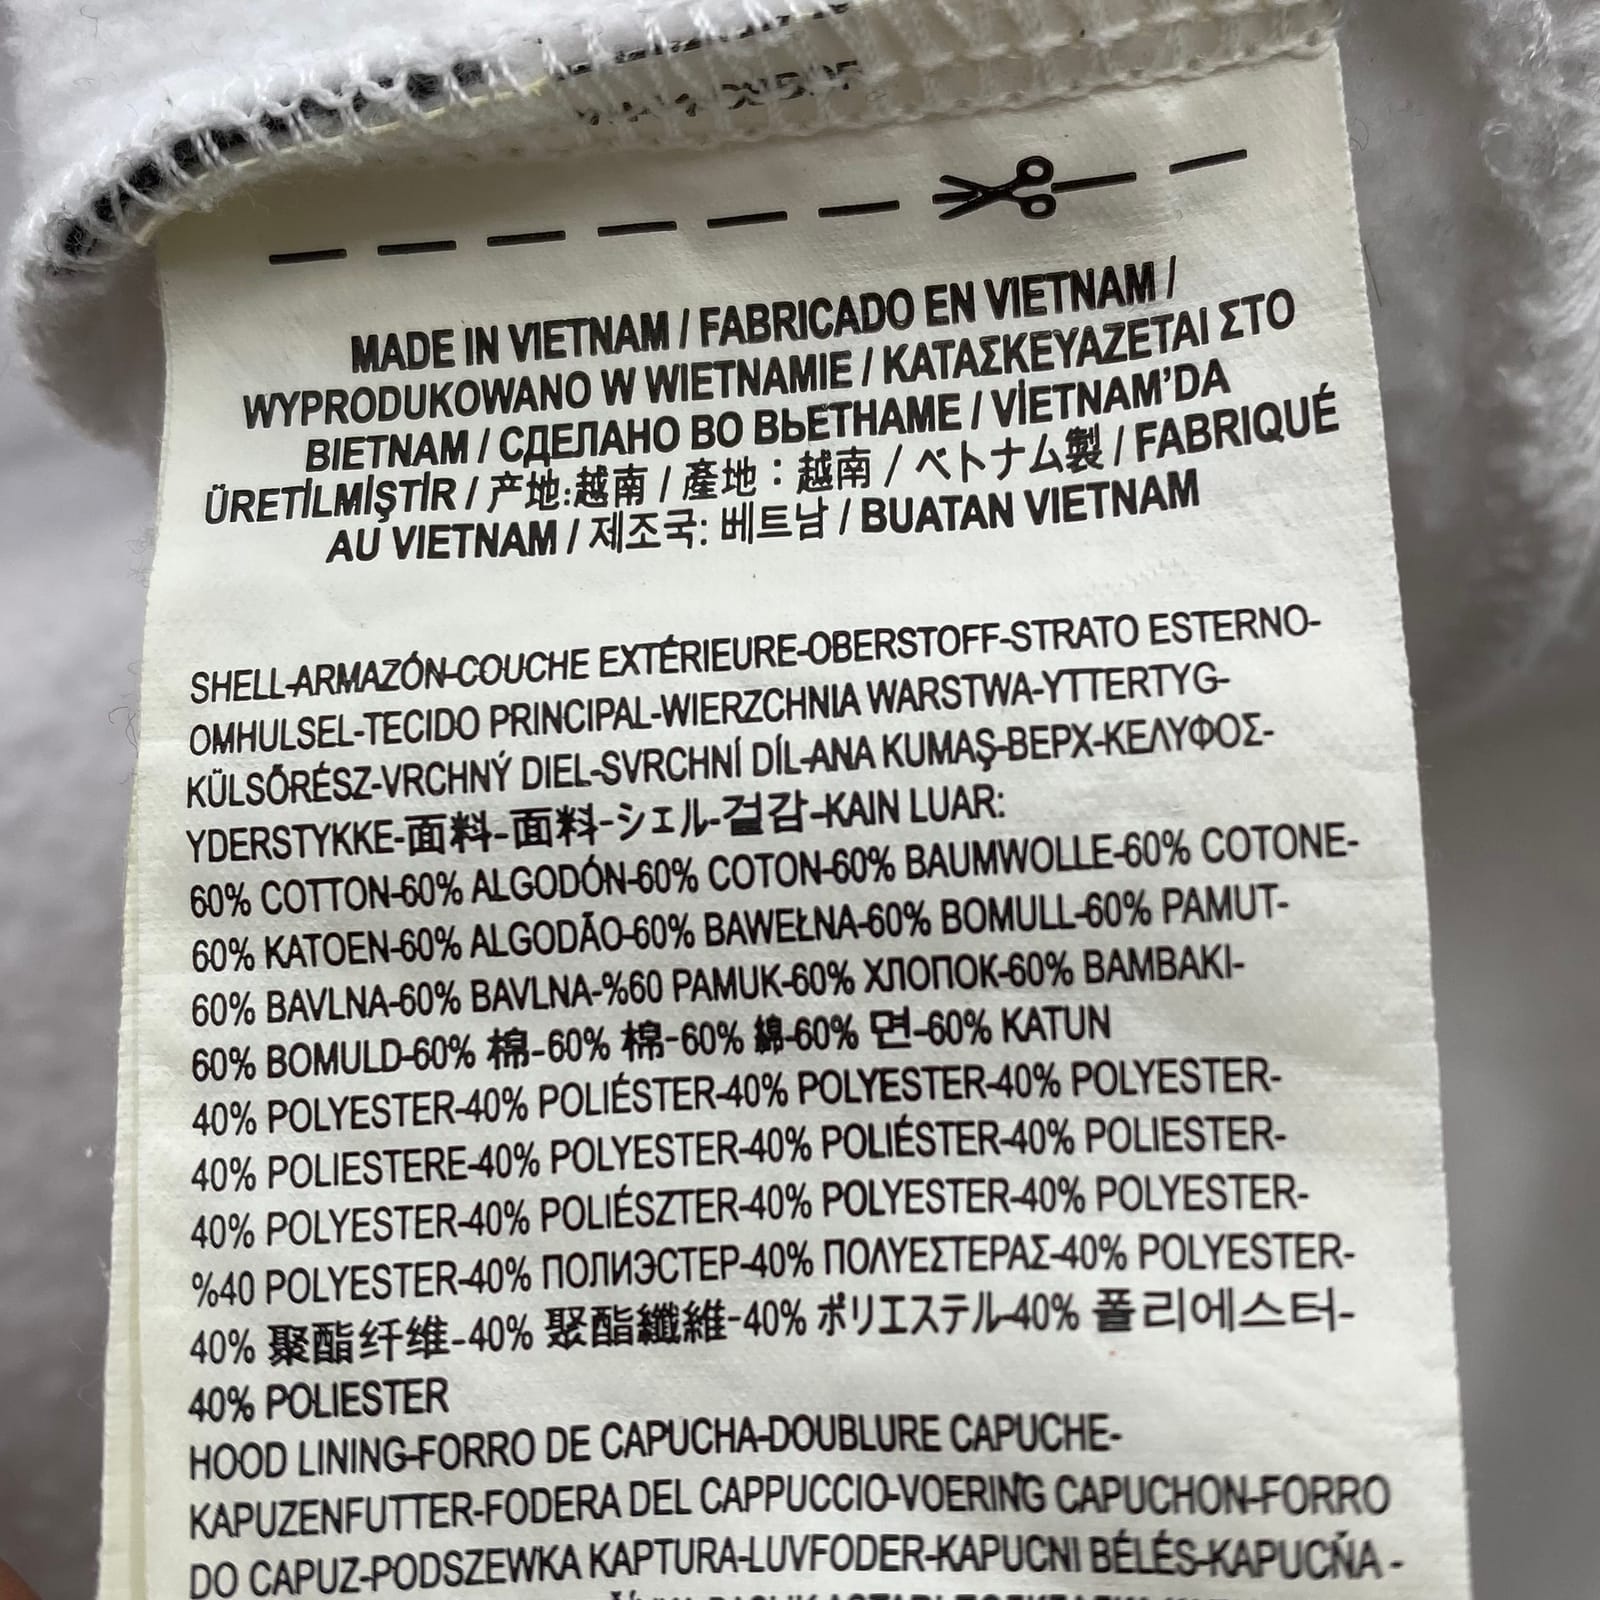 MADE IN VIETNAM / FABRICADO EN VIETNAM /
WYPRODUKOWANO W WIETNAMIE / ΚΑΤΑΣΚΕΥΑΖΕΤΑΙ ΣΤΟ
ΒΙΕΤΝΑΜ / СДЕЛАНО ВО ВЬЕТНАМЕ / VİETNAM'DA
ÜRETİLMİŞTİR / 产地:越南 / 產地：越南 / ベトナム製 / FABRIQUÉ
AU VIETNAM / 제조국: 베트남 / BUATAN VIETNAM
SHELL-ARMAZÓN-COUCHE EXTÉRIEURE-OBERSTOFF-STRATO ESTERNO-
OMHULSEL-TECIDO PRINCIPAL-WIERZCHNIA WARSTWA-YTTERTYG-
KÜLSŐRÉSZ-VRCHNÝ DIEL-SVRCHNÍ DÍL-ANA KUMAŞ-ВЕРХ-ΚΕΛΥΦΟΣ-
YDERSTYKKE-面料-面料-シェル-겉감-KAIN LUAR:
60% COTTON-60% ALGODÓN-60% COTON-60% BAUMWOLLE-60% COTONE-
60% KATOEN-60% ALGODÃO-60% BAWEŁNA-60% BOMULL-60% PAMUT-
60% BAVLNA-60% BAVLNA-%60 PAMUK-60% ХЛОПОК-60% ΒΑΜΒΑΚΙ-
60% BOMULD-60% 棉-60% 棉-60% 綿-60% 면-60% KATUN
40% POLYESTER-40% POLIÉSTER-40% POLYESTER-40% POLYESTER-
40% POLIESTERE-40% POLYESTER-40% POLIÉSTER-40% POLIESTER-
40% POLYESTER-40% POLIÉSZTER-40% POLYESTER-40% POLYESTER-
%40 POLYESTER-40% ПОЛИЭСТЕР-40% ΠΟΛΥΕΣΤΕΡΑΣ-40% POLYESTER-
40% 聚酯纤维-40% 聚酯纖維-40% ポリエステル-40% 폴리에스터-
40% POLIESTER
HOOD LINING-FORRO DE CAPUCHA-DOUBLURE CAPUCHE-
KAPUZENFUTTER-FODERA DEL CAPPUCCIO-VOERING CAPUCHON-FORRO
DO CAPUZ-PODSZEWKA KAPTURA-LUVFODER-KAPUCNI BÉLÉS-KAPUCŇA -